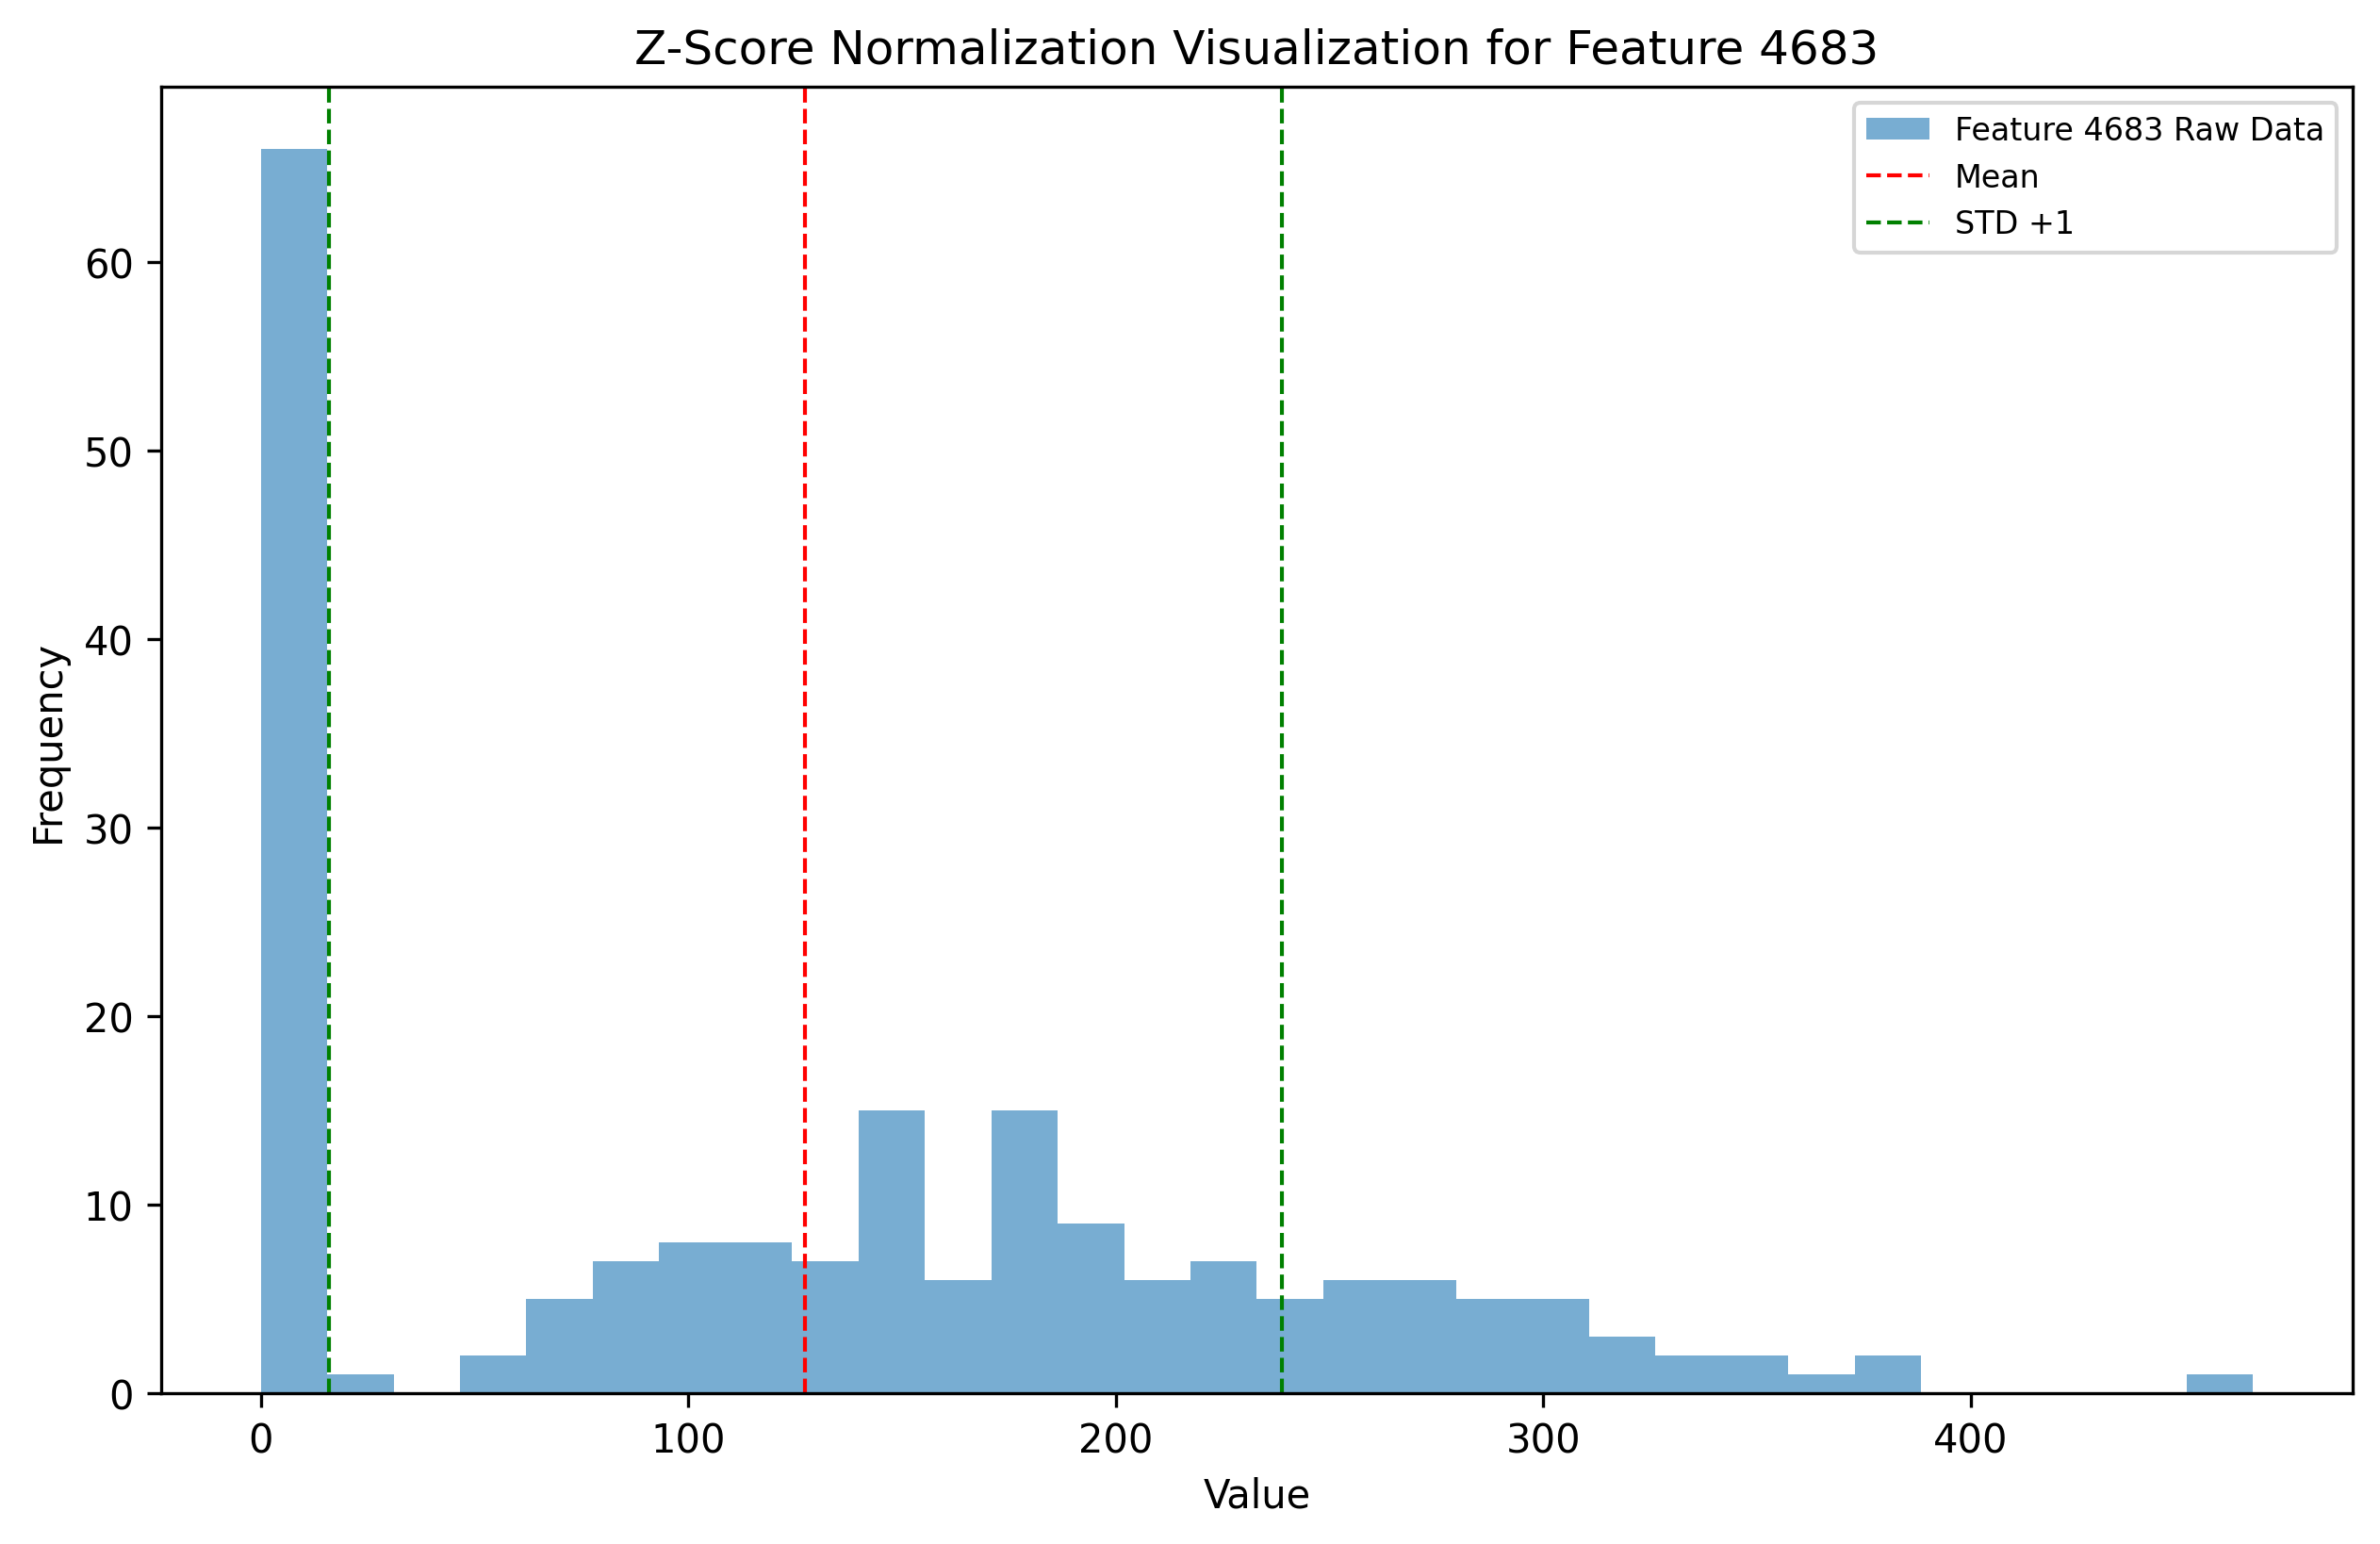 Z-Score Normalization Visualization for Feature 4683
Feature 4683 Raw Data
Mean
STD +1
60
50
40
30
20
10
0
Frequency
0 100 200 300 400
Value